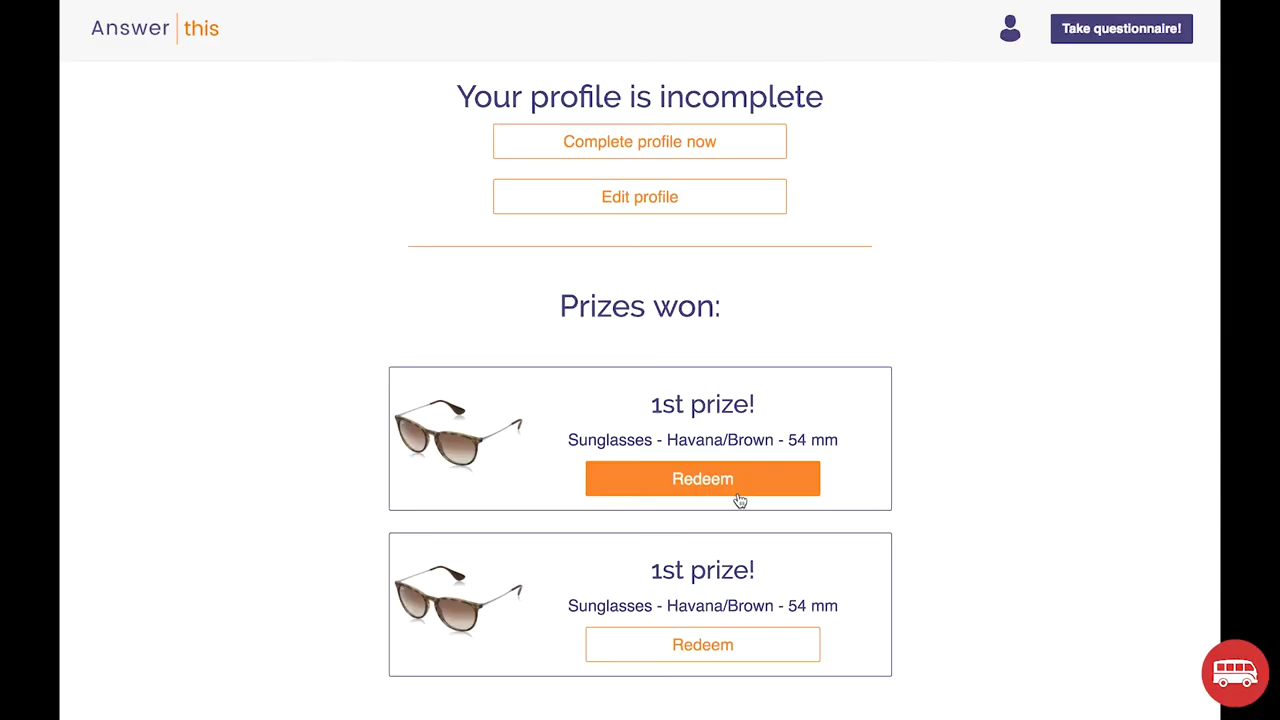 Answer this
Take questionnaire!
Your profile is incomplete
Complete profile now
Edit profile
Prizes won:
1st prize!
Sunglasses - Havana/Brown - 54 mm
Redeem
1st prize!
Sunglasses - Havana/Brown - 54 mm
Redeem